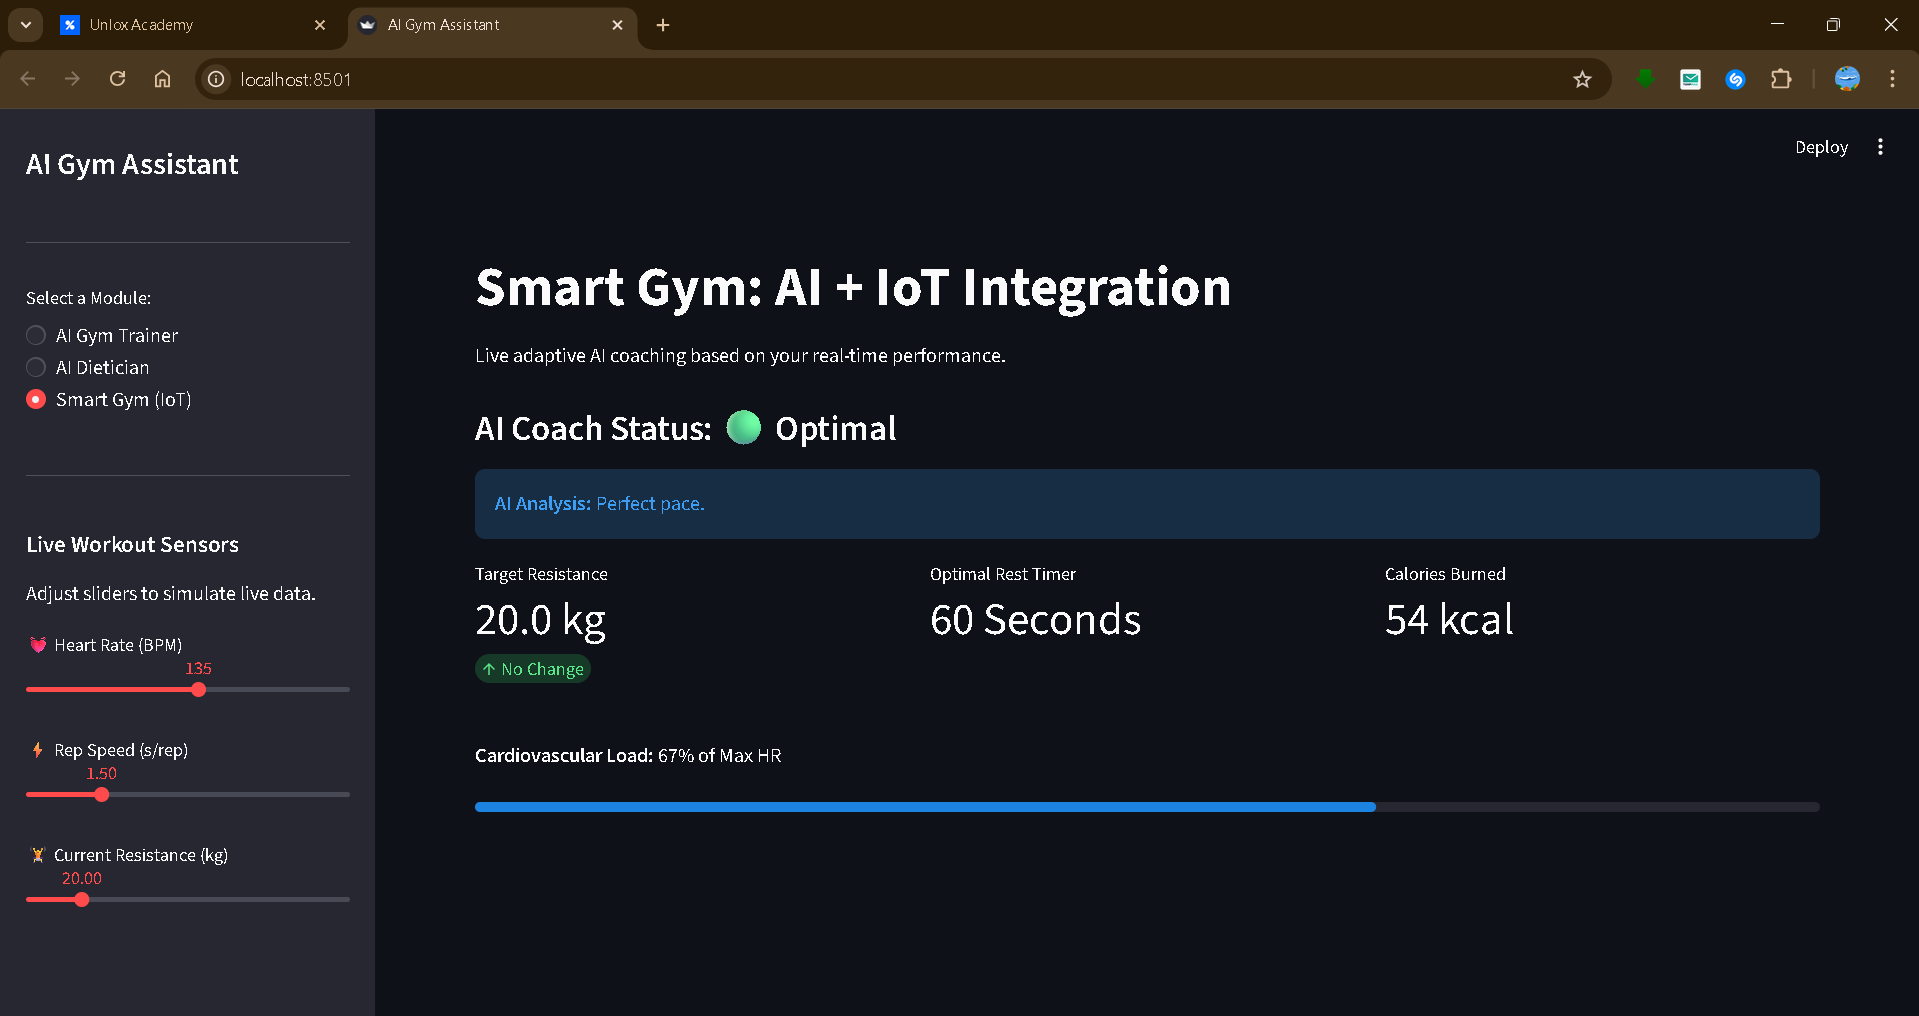 Unlox Academy
AI Gym Assistant
localhost:8501
AI Gym Assistant
Select a Module:
AI Gym Trainer
AI Dietician
Smart Gym (IoT)
Live Workout Sensors
Adjust sliders to simulate live data.
Heart Rate (BPM)
135
Rep Speed (s/rep)
1.50
Current Resistance (kg)
20.00
Deploy
Smart Gym: AI + IoT Integration
Live adaptive AI coaching based on your real-time performance.
AI Coach Status: Optimal
AI Analysis: Perfect pace.
Target Resistance
20.0 kg
↑ No Change
Optimal Rest Timer
60 Seconds
Calories Burned
54 kcal
Cardiovascular Load: 67% of Max HR